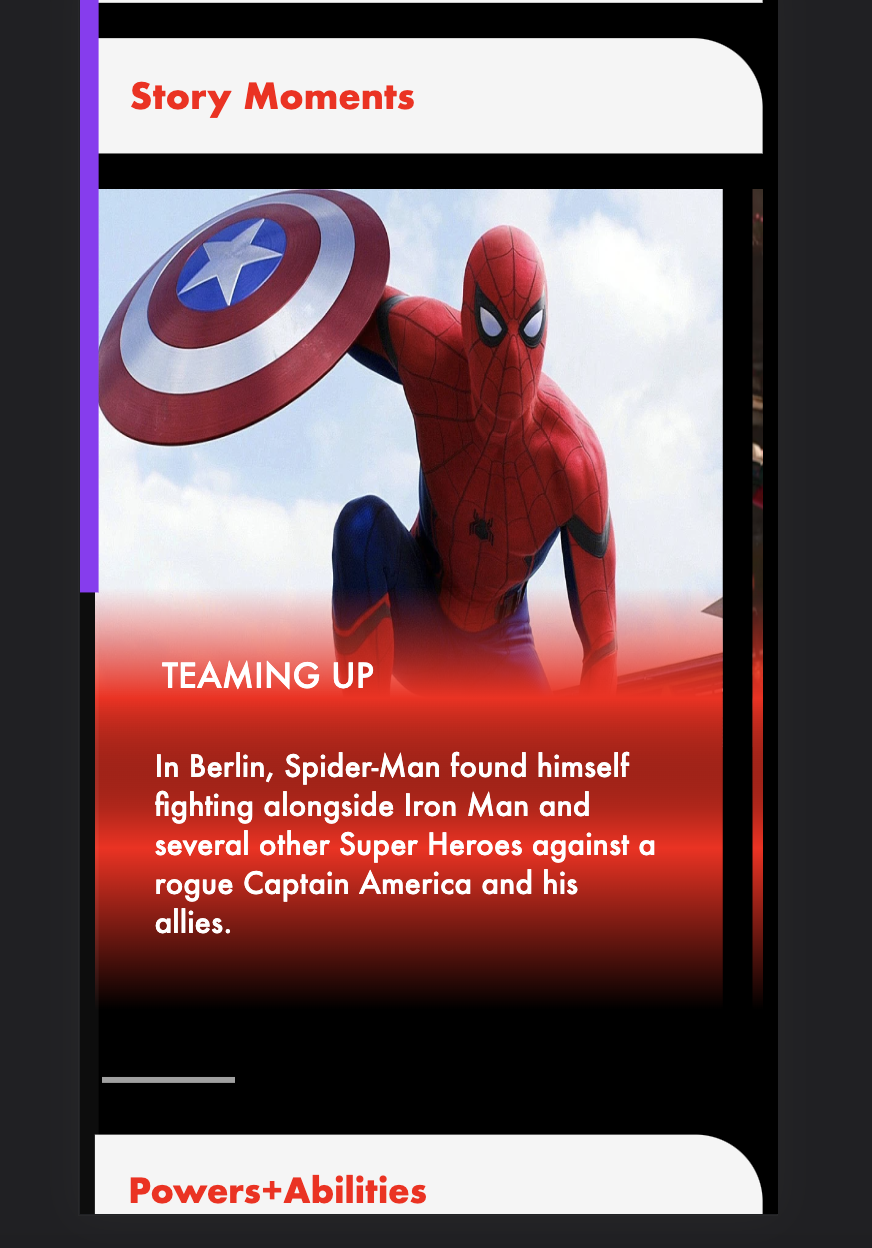 Story Moments
TEAMING UP
In Berlin, Spider-Man found himself
fighting alongside Iron Man and
several other Super Heroes against a
rogue Captain America and his
allies.
Powers+Abilities